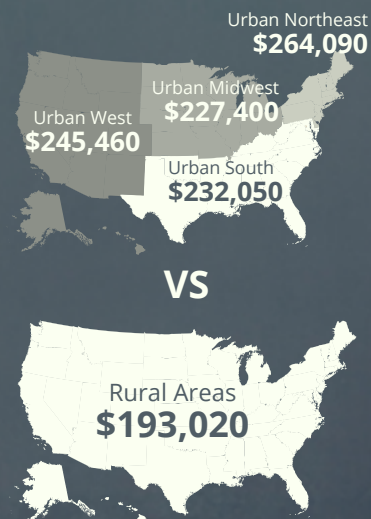 Urban Northeast
$264,090
Urban Midwest
$227,400
Urban West
$245,460
Urban South
$232,050
VS
Rural Areas
$193,020